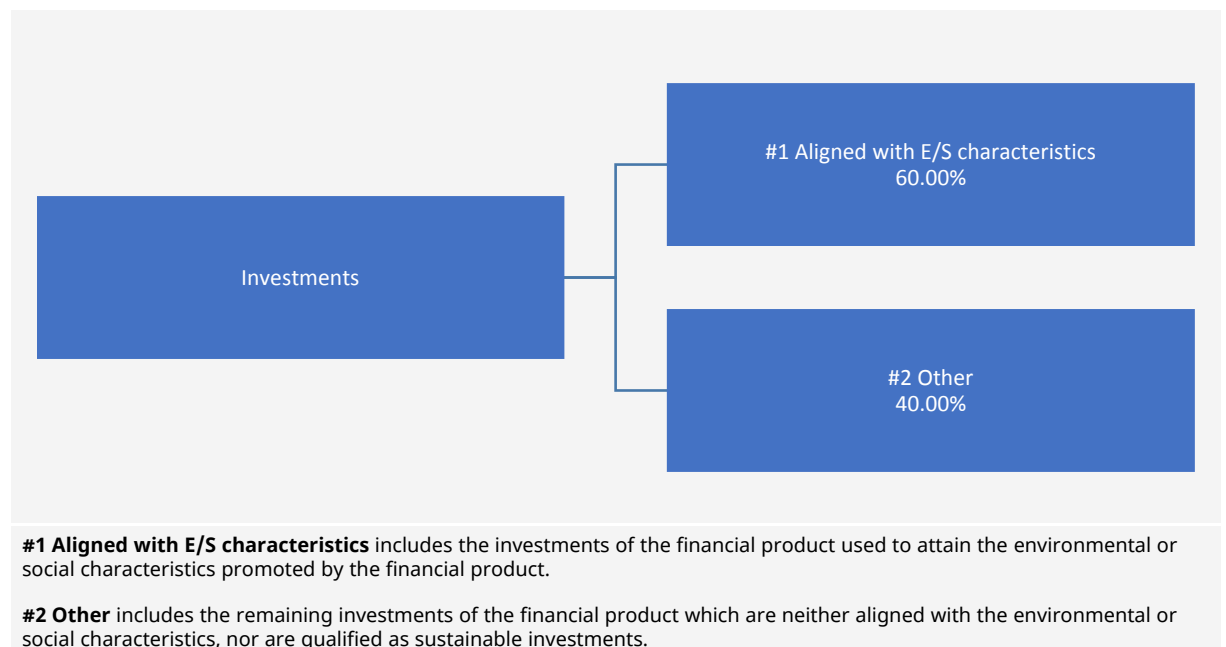 #1 Aligned with E/S characteristics
60.00%
Investments
#2 Other
40.00%
#1 Aligned with E/S characteristics includes the investments of the financial product used to attain the environmental or
social characteristics promoted by the financial product.
#2 Other includes the remaining investments of the financial product which are neither aligned with the environmental or
social characteristics, nor are qualified as sustainable investments.